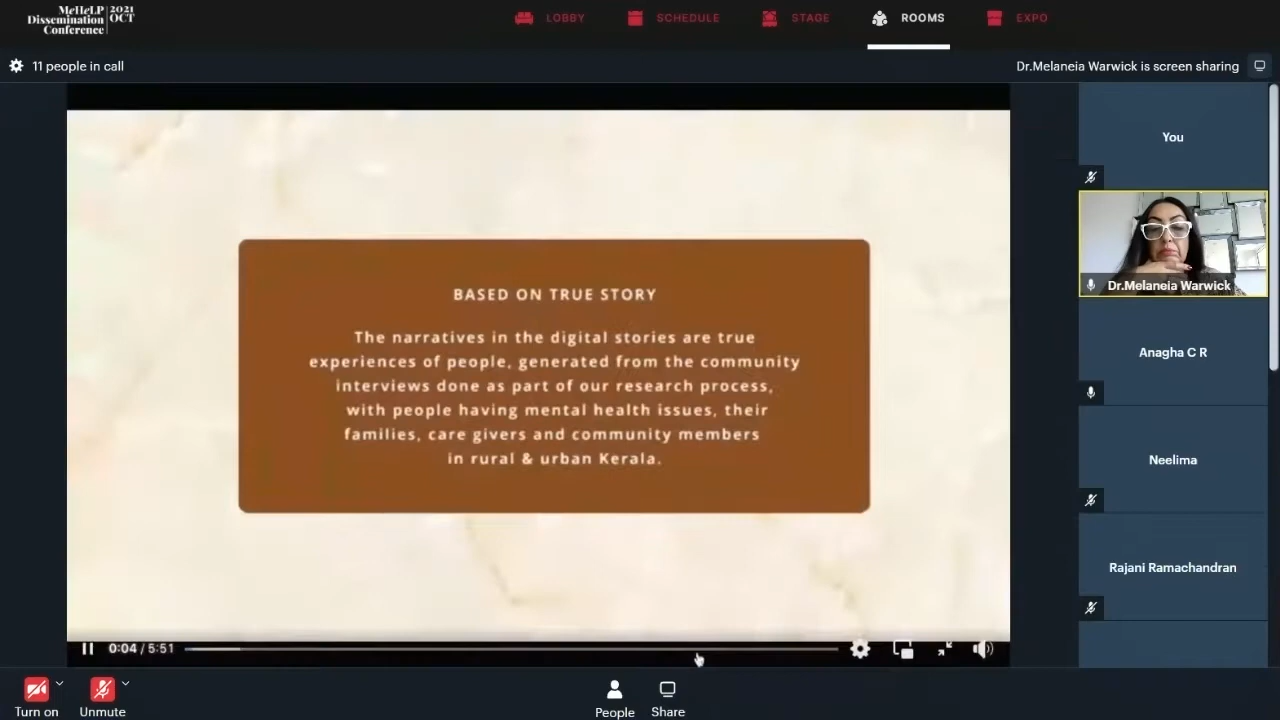 MeHeLP
Dissemination
Conference
2021
OCT
LOBBY
SCHEDULE
STAGE
ROOMS
EXPO
11 people in call
Dr.Melaneia Warwick is screen sharing
BASED ON TRUE STORY
The narratives in the digital stories are true
experiences of people, generated from the community
interviews done as part of our research process,
with people having mental health issues, their
families, care givers and community members
in rural & urban Kerala.
0:04 / 5:51
You
Dr.Melaneia Warwick
Anagha C R
Neelima
Rajani Ramachandran
Turn on
Unmute
People
Share